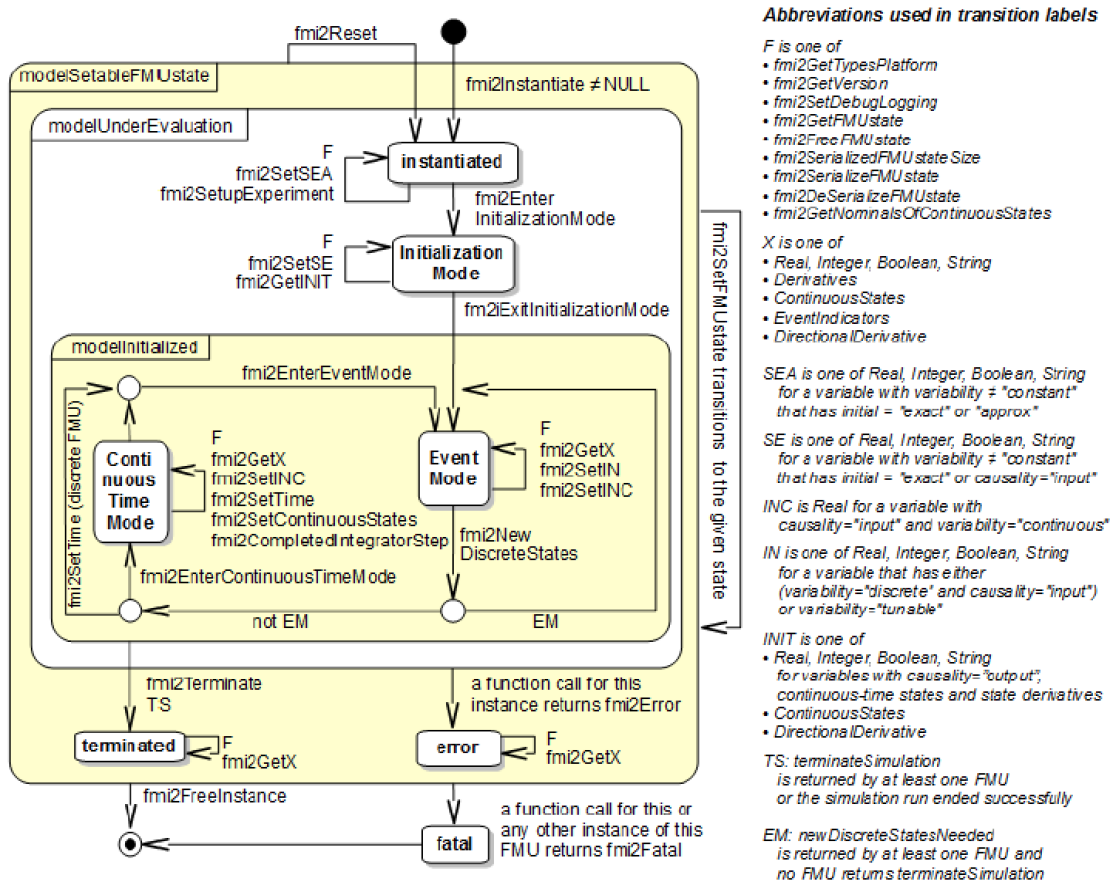 fmi2Reset
modelSetableFMUstate
fmi2Instantiate ≠ NULL
modelUnderEvaluation
instantiated
F
fmi2SetSEA
fmi2SetupExperiment
fmi2Enter
InitializationMode
F
fmi2SetSE
fmi2GetINIT
Initialization
Mode
fm2iExitInitializationMode
fmi2SetFMUstate transitions to the given state
modelInitialized
fmi2EnterEventMode
fmi2SetTime (discrete FMU)
Conti
nuous
Time
Mode
F
fmi2GetX
fmi2SetINC
fmi2SetTime
fmi2SetContinuousStates
fmi2CompletedIntegratorStep
Event
Mode
F
fmi2GetX
fmi2SetIN
fmi2SetINC
fmi2New
DiscreteStates
fmi2EnterContinuousTimeMode
not EM
EM
fmi2Terminate
TS
a function call for this
instance returns fmi2Error
terminated
F
fmi2GetX
error
F
fmi2GetX
fmi2FreeInstance
a function call for this or
any other instance of this
FMU returns fmi2Fatal
fatal
Abbreviations used in transition labels
F is one of
• fmi2GetTypesPlatform
• fmi2GetVersion
• fmi2SetDebugLogging
• fmi2GetFMUstate
• fmi2FreeFMUstate
• fmi2SerializedFMUstateSize
• fmi2SerializeFMUstate
• fmi2DeSerializeFMUstate
• fmi2GetNominalsOfContinuousStates
X is one of
• Real, Integer, Boolean, String
• Derivatives
• ContinuousStates
• EventIndicators
• DirectionalDerivative
SEA is one of Real, Integer, Boolean, String
for a variable with variability ≠ "constant"
that has initial = "exact" or "approx"
SE is one of Real, Integer, Boolean, String
for a variable with variability ≠ "constant"
that has initial = "exact" or causality="input"
INC is Real for a variable with
causality="input" and variabilty="continuous"
IN is one of Real, Integer, Boolean, String
for a variable that has either
(variability="discrete" and causality="input")
or variability="tunable"
INIT is one of
• Real, Integer, Boolean, String
for variables with causality="output",
continuous-time states and state derivatives
• ContinuousStates
• DirectionalDerivative
TS: terminateSimulation
is returned by at least one FMU
or the simulation run ended successfully
EM: newDiscreteStatesNeeded
is returned by at least one FMU and
no FMU returns terminateSimulation